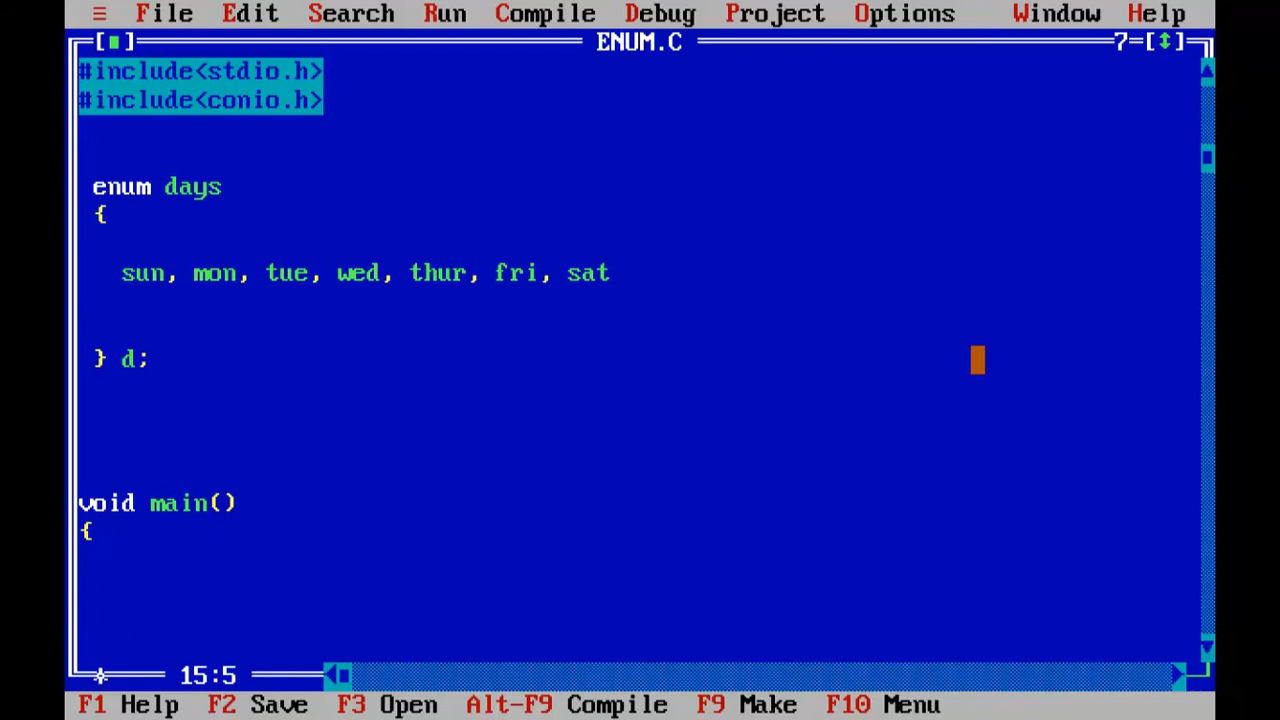 ≡ File Edit Search Run Compile Debug Project Options Window Help
[■] ENUM.C 7=[↕]
#include<stdio.h>
#include<conio.h>
enum days
{
sun, mon, tue, wed, thur, fri, sat
} d;
void main()
{
15:5
F1 Help F2 Save F3 Open Alt-F9 Compile F9 Make F10 Menu